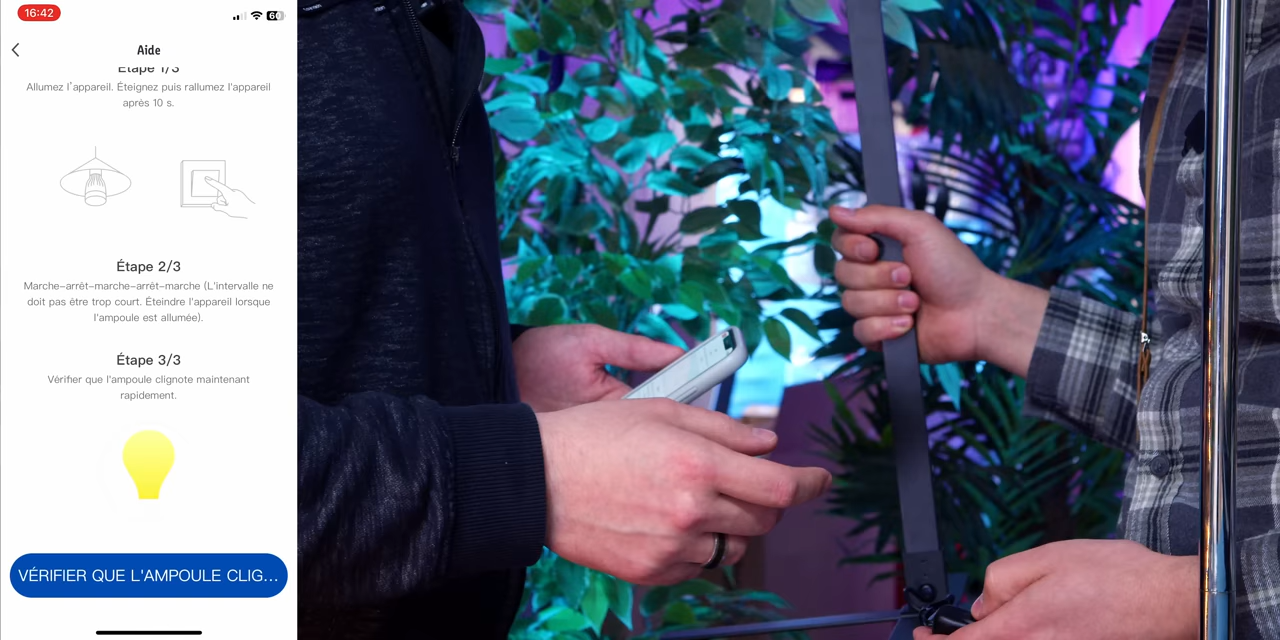 16:42
60
Aide
Étape 1/3
Allumez l'appareil. Éteignez puis rallumez l'appareil
après 10 s.
Étape 2/3
Marche-arrêt-marche-arrêt-marche (L'intervalle ne
doit pas être trop court. Éteindre l'appareil lorsque
l'ampoule est allumée).
Étape 3/3
Vérifier que l'ampoule clignote maintenant
rapidement.
VÉRIFIER QUE L'AMPOULE CLIG...